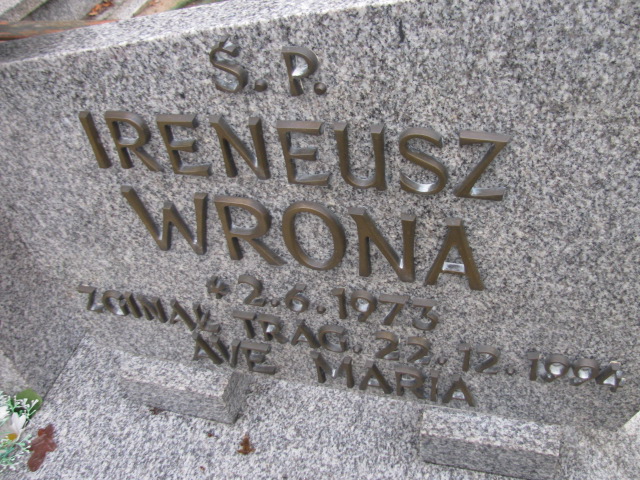 Ś.P.
IRENEUSZ
WRONA
* 2.6.1973
ZGINĄŁ TRAG. 22.12.1994
AVE MARIA